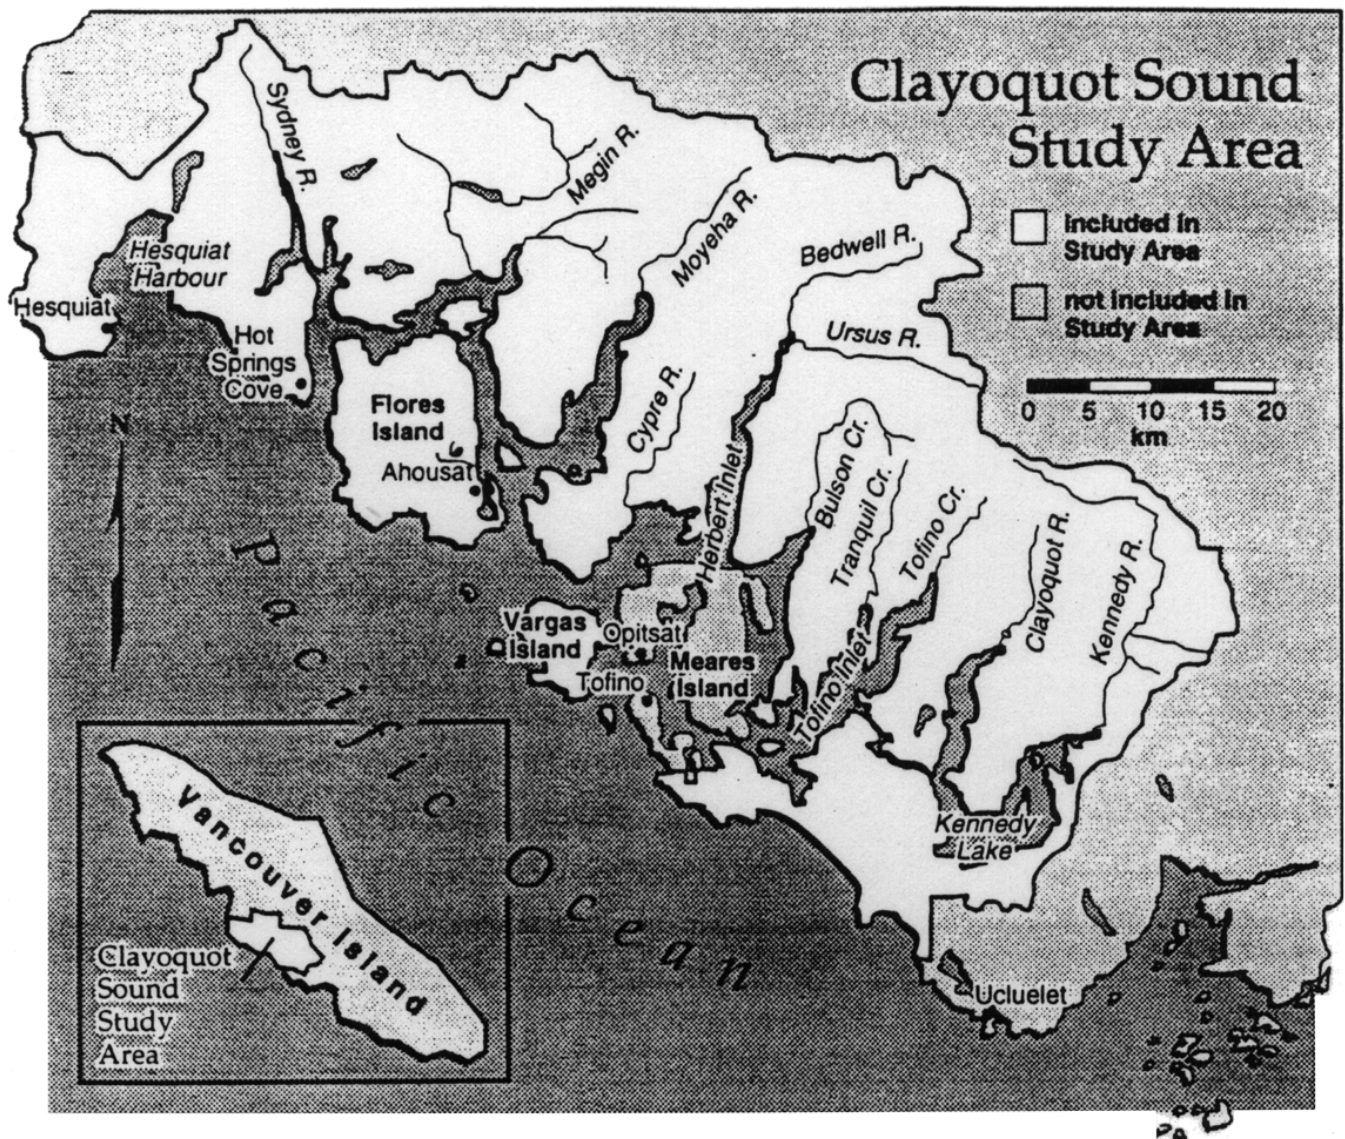 Clayoquot Sound
Study Area
included in
Study Area
not included in
Study Area
0 5 10 15 20
km
Sydney R.
Megin R.
Moyeha R.
Bedwell R.
Ursus R.
Hesquiat
Harbour
Hesquiat
Hot
Springs
Cove
Flores
Island
Ahousat
Cypre R.
Herbert Inlet
Bulson Cr.
Tranquil Cr.
Tofino Cr.
Clayoquot R.
Kennedy R.
N
Vargas
Island
Opitsat
Meares
Island
Tofino
Tofino Inlet
Kennedy
Lake
Ucluelet
Pacific Ocean
Vancouver Island
Clayoquot
Sound
Study
Area